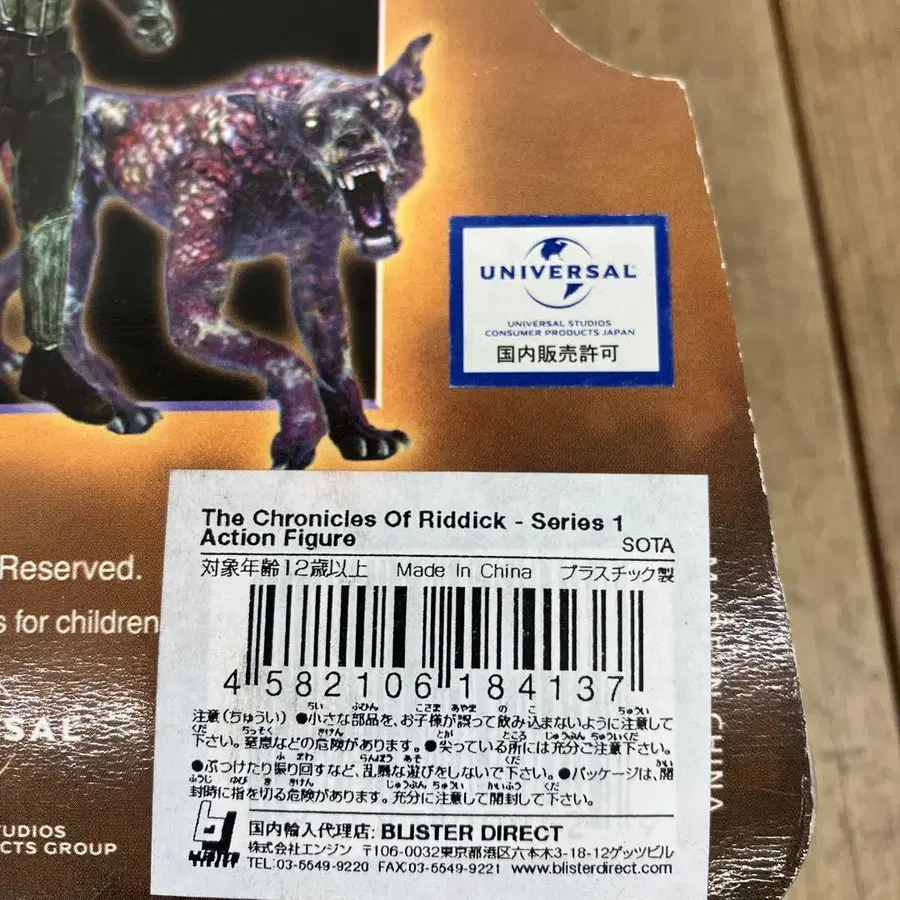 UNIVERSAL
UNIVERSAL STUDIOS
CONSUMER PRODUCTS JAPAN
国内販売許可
Reserved.
s for children
SAL
TUDIOS
CTS GROUP
The Chronicles Of Riddick - Series 1
Action Figure SOTA
対象年齢12歳以上 Made In China プラスチック製
4 582106 184137
注意(ちゅうい) ●小さな部品を、お子様が誤って飲み込まないように注意して
下さい。窒息などの危険があります。●尖っている所には充分ご注意下さい。
●ぶつけたり振り回すなど、乱暴な遊びをしないで下さい。●パッケージは、開
封時に指を切る危険があります。充分に注意して開封して下さい。
国内輸入代理店: BLISTER DIRECT
株式会社エンジン 〒106-0032東京都港区六本木3-18-12ゲッツビル
TEL:03-5549-9220 FAX:03-5549-9221 www.blisterdirect.com
CHINA